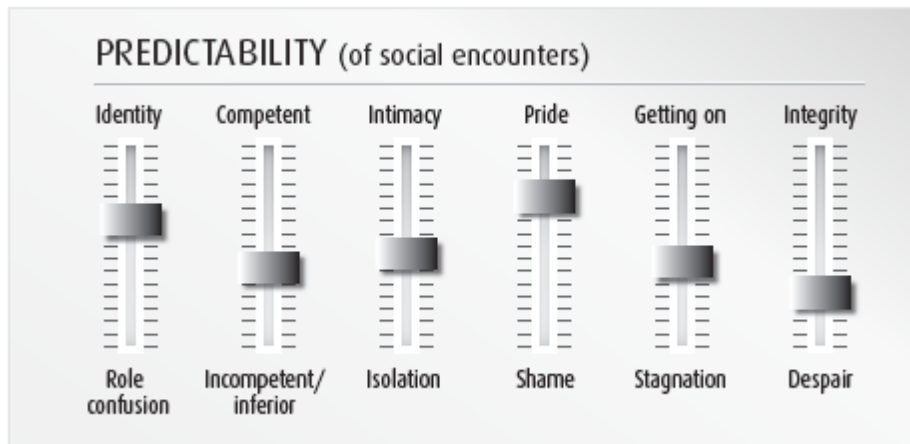 PREDICTABILITY (of social encounters)
Identity Competent Intimacy Pride Getting on Integrity
Role confusion Incompetent/ inferior Isolation Shame Stagnation Despair